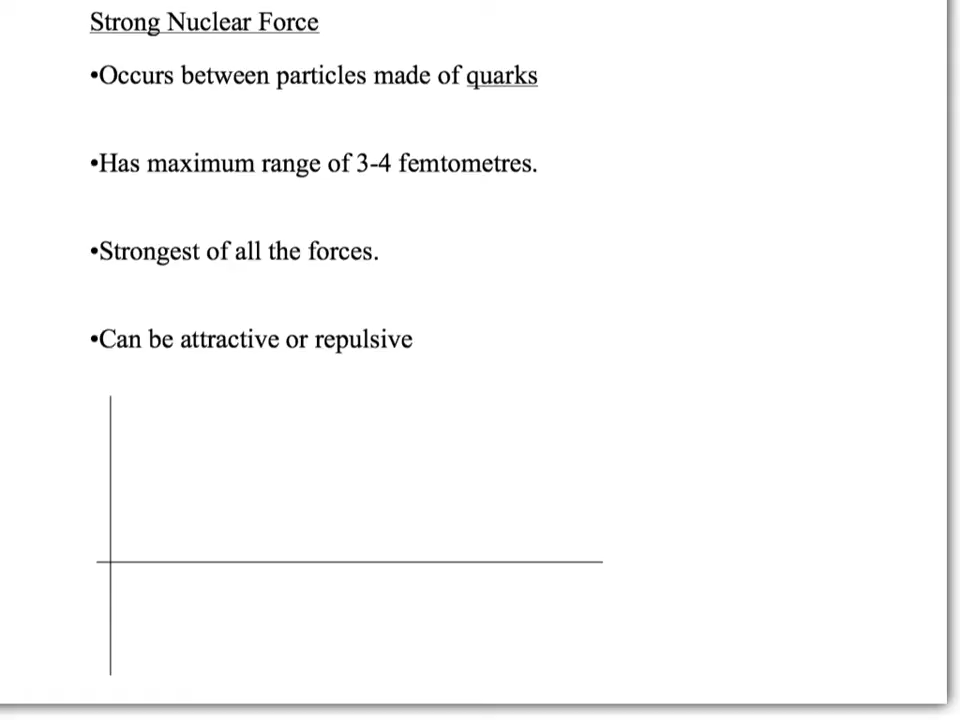 Strong Nuclear Force
•Occurs between particles made of quarks
•Has maximum range of 3-4 femtometres.
•Strongest of all the forces.
•Can be attractive or repulsive